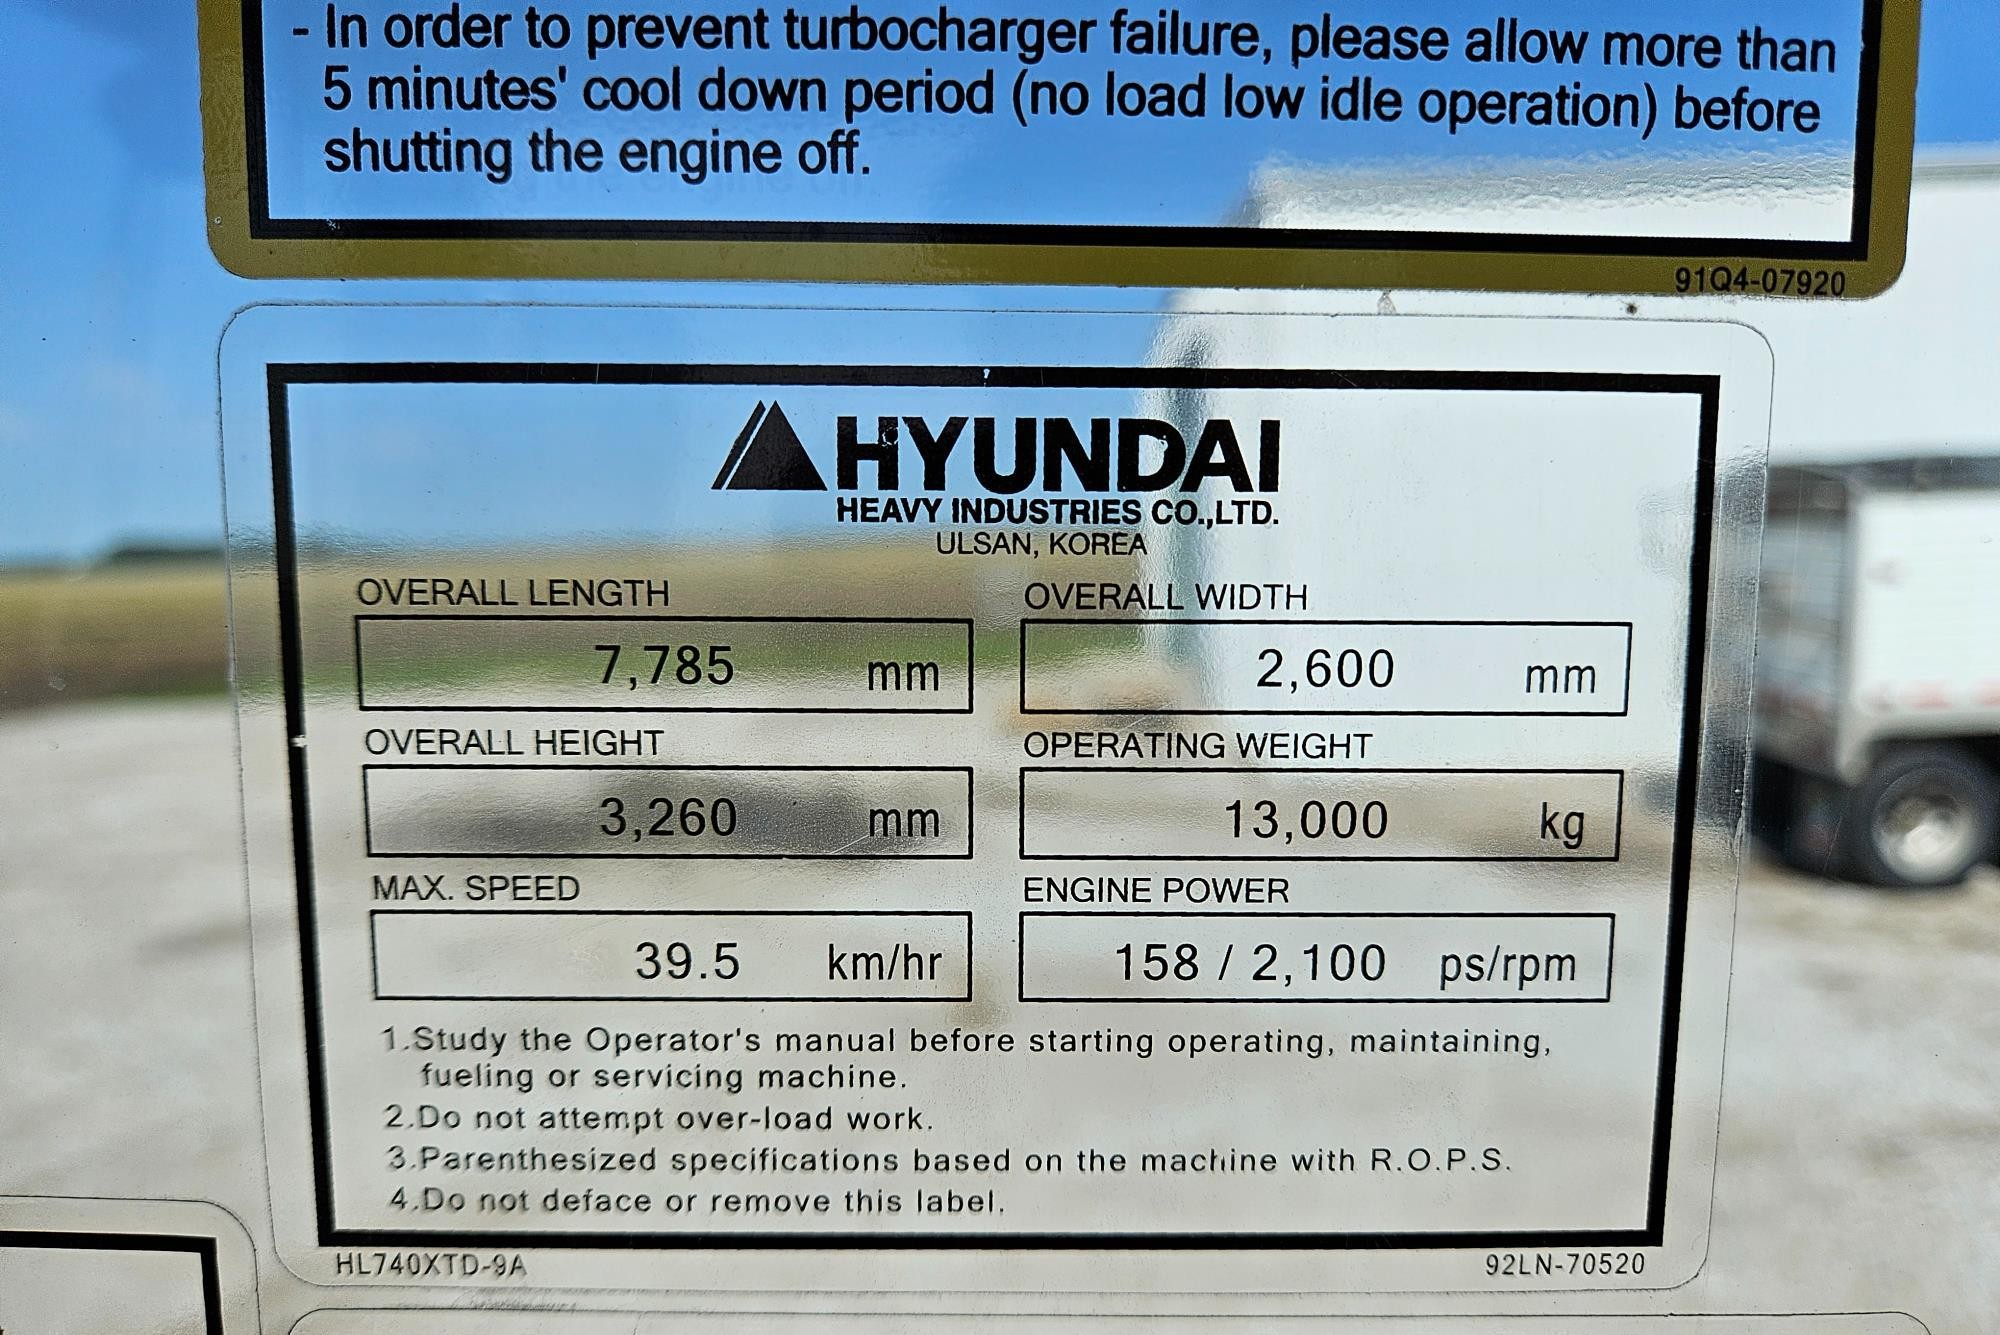 - In order to prevent turbocharger failure, please allow more than
5 minutes' cool down period (no load low idle operation) before
shutting the engine off.
91Q4-07920
HYUNDAI
HEAVY INDUSTRIES CO.,LTD.
ULSAN, KOREA
OVERALL LENGTH
7,785 mm
OVERALL WIDTH
2,600 mm
OVERALL HEIGHT
3,260 mm
OPERATING WEIGHT
13,000 kg
MAX. SPEED
39.5 km/hr
ENGINE POWER
158 / 2,100 ps/rpm
1.Study the Operator's manual before starting operating, maintaining,
fueling or servicing machine.
2.Do not attempt over-load work.
3.Parenthesized specifications based on the machine with R.O.P.S.
4.Do not deface or remove this label.
HL740XTD-9A
92LN-70520